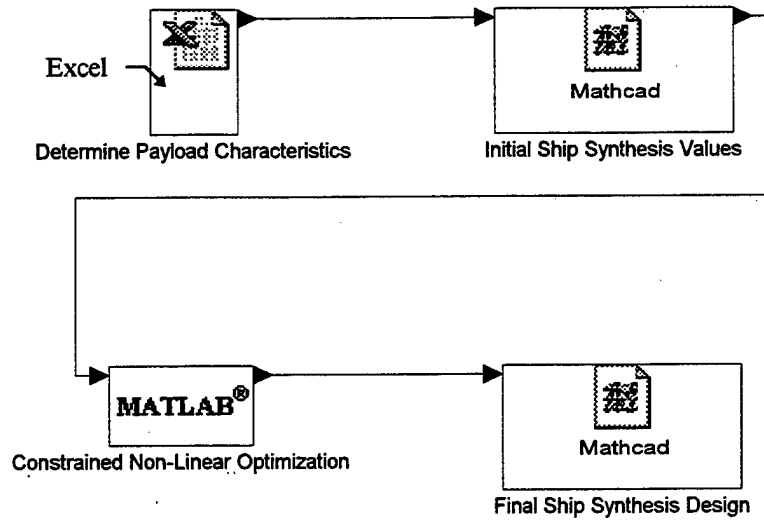 Excel
Mathcad
Determine Payload Characteristics
Initial Ship Synthesis Values
MATLAB®
Mathcad
Constrained Non-Linear Optimization
Final Ship Synthesis Design